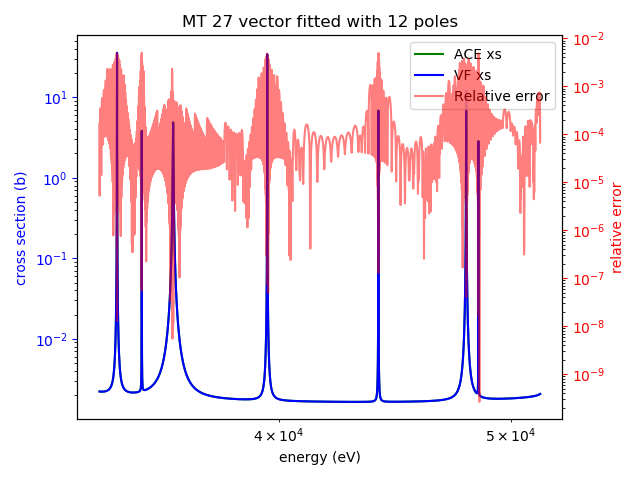 MT 27 vector fitted with 12 poles
ACE xs
VF xs
Relative error
cross section (b)
10¹
10⁰
10⁻¹
10⁻²
relative error
10⁻²
10⁻³
10⁻⁴
10⁻⁵
10⁻⁶
10⁻⁷
10⁻⁸
10⁻⁹
4 × 10⁴
5 × 10⁴
energy (eV)